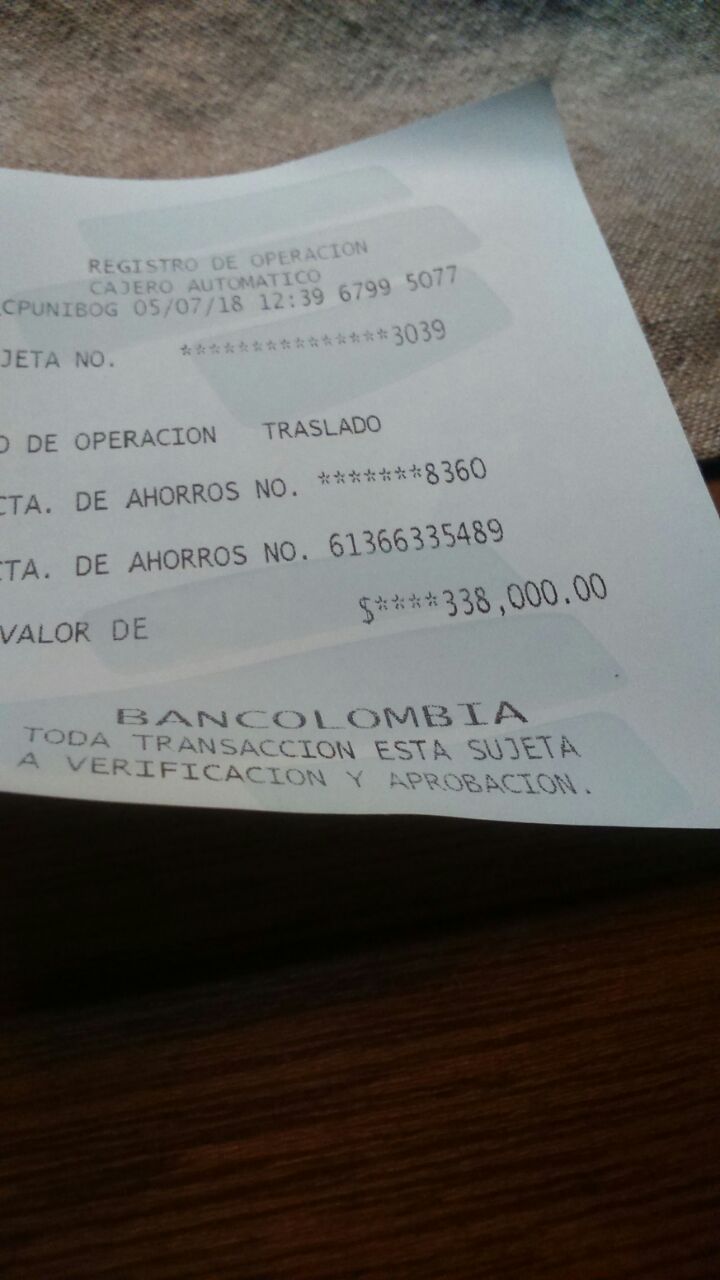 REGISTRO DE OPERACION
CAJERO AUTOMATICO
CPUNIBOG 05/07/18 12:39 6799 5077
JETA NO. ***************3039
O DE OPERACION TRASLADO
CTA. DE AHORROS NO. *******8360
CTA. DE AHORROS NO. 61366335489
VALOR DE $****338,000.00
BANCOLOMBIA
TODA TRANSACCION ESTA SUJETA
A VERIFICACION Y APROBACION.